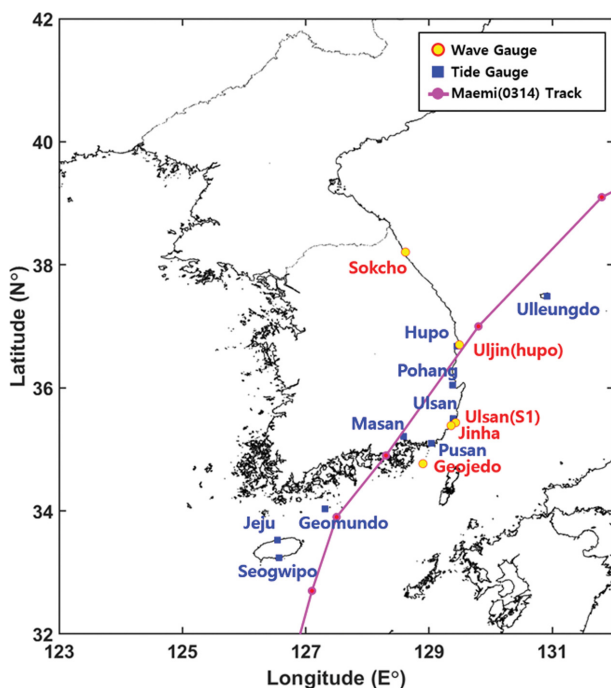 42
Wave Gauge
Tide Gauge
Maemi(0314) Track
40
Sokcho
38
Ulleungdo
Hupo
Uljin(hupo)
Pohang
36
Ulsan
Masan
Ulsan(S1)
Jinha
Pusan
Geojedo
34
Jeju
Geomundo
Seogwipo
32
123
125
127
129
131
Latitude (N°)
Longitude (E°)